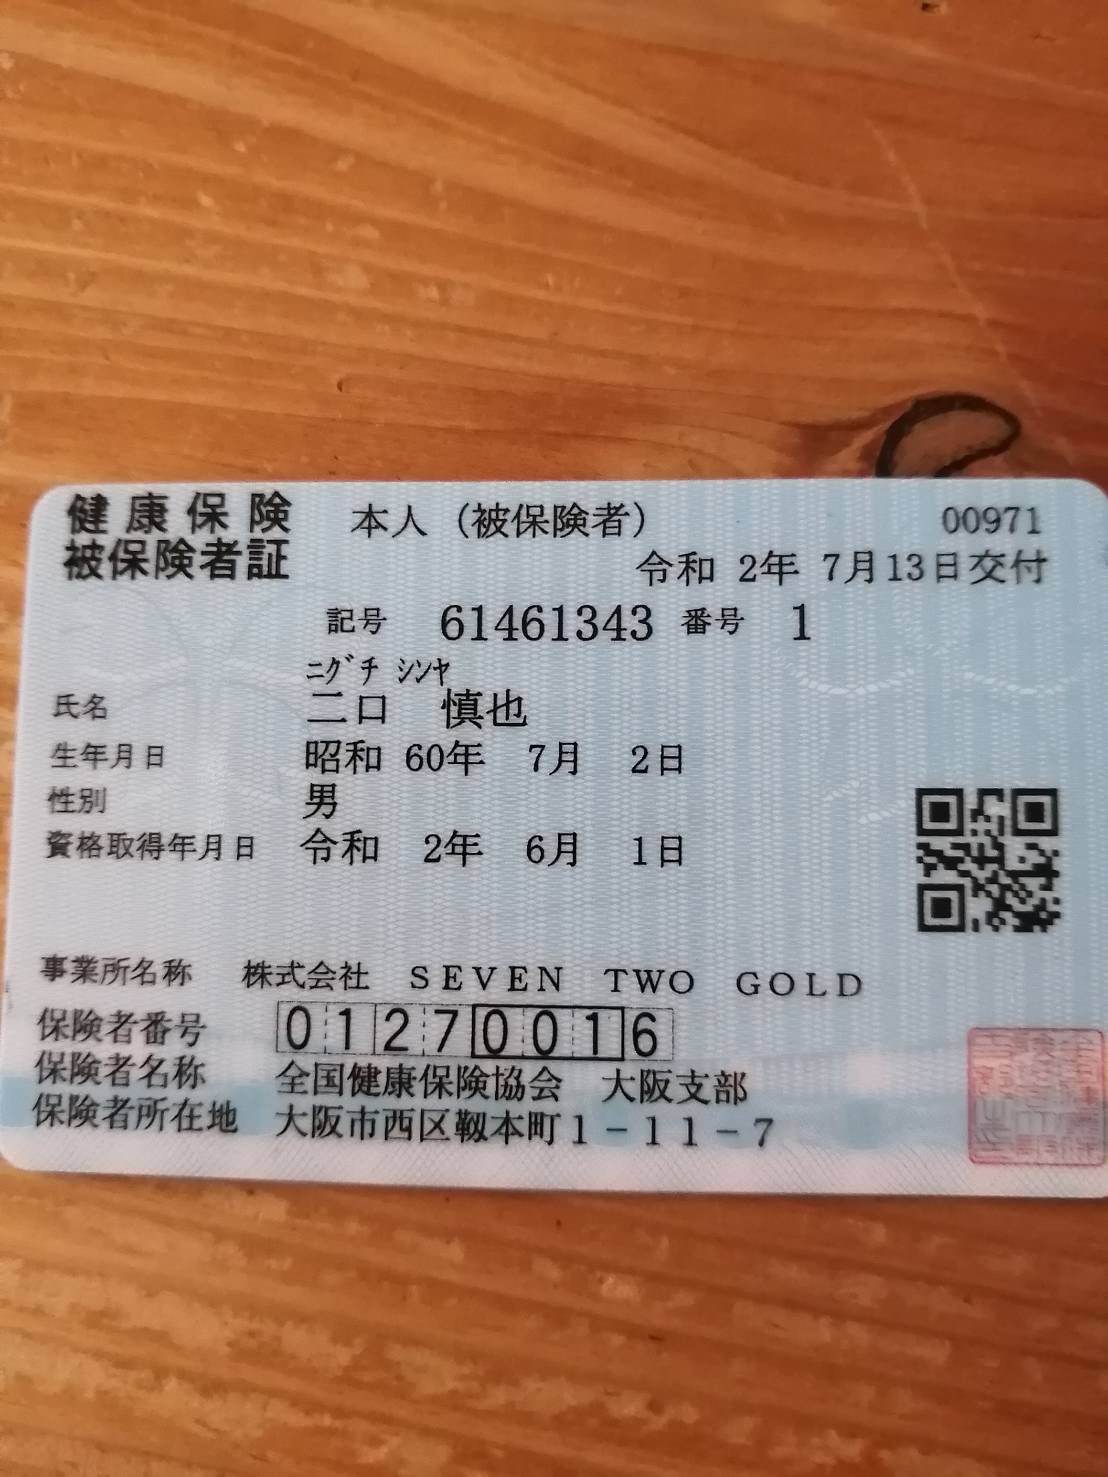 健康保険 本人（被保険者） 00971
被保険者証 令和 2年 7月13日交付
記号 61461343 番号 1
ﾆグチ シンヤ
氏名 二口 慎也
生年月日 昭和 60年 7月 2日
性別 男
資格取得年月日 令和 2年 6月 1日
事業所名称 株式会社 SEVEN TWO GOLD
保険者番号 01270016
保険者名称 全国健康保険協会 大阪支部
保険者所在地 大阪市西区靱本町1-11-7